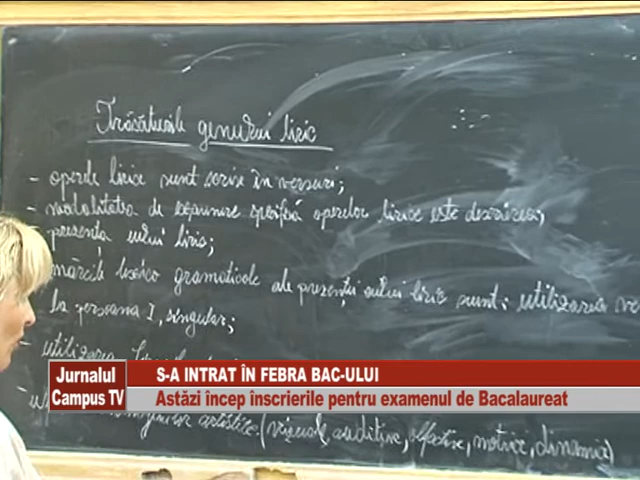 Trăsăturile genului liric
- operele lirice sunt scrise în versuri;
- modalitatea de expunere specifică operelor lirice este descrierea;
prezența eului liric;
mărcile lexico gramaticale ale prezenței eului liric sunt: utilizarea
la persoana I, singular;
utilizarea
artistice. (vizuale, auditive, olfactive, motrice, dinamice)
Jurnalul
Campus TV
S-A INTRAT ÎN FEBRA BAC-ULUI
Astăzi încep înscrierile pentru examenul de Bacalaureat